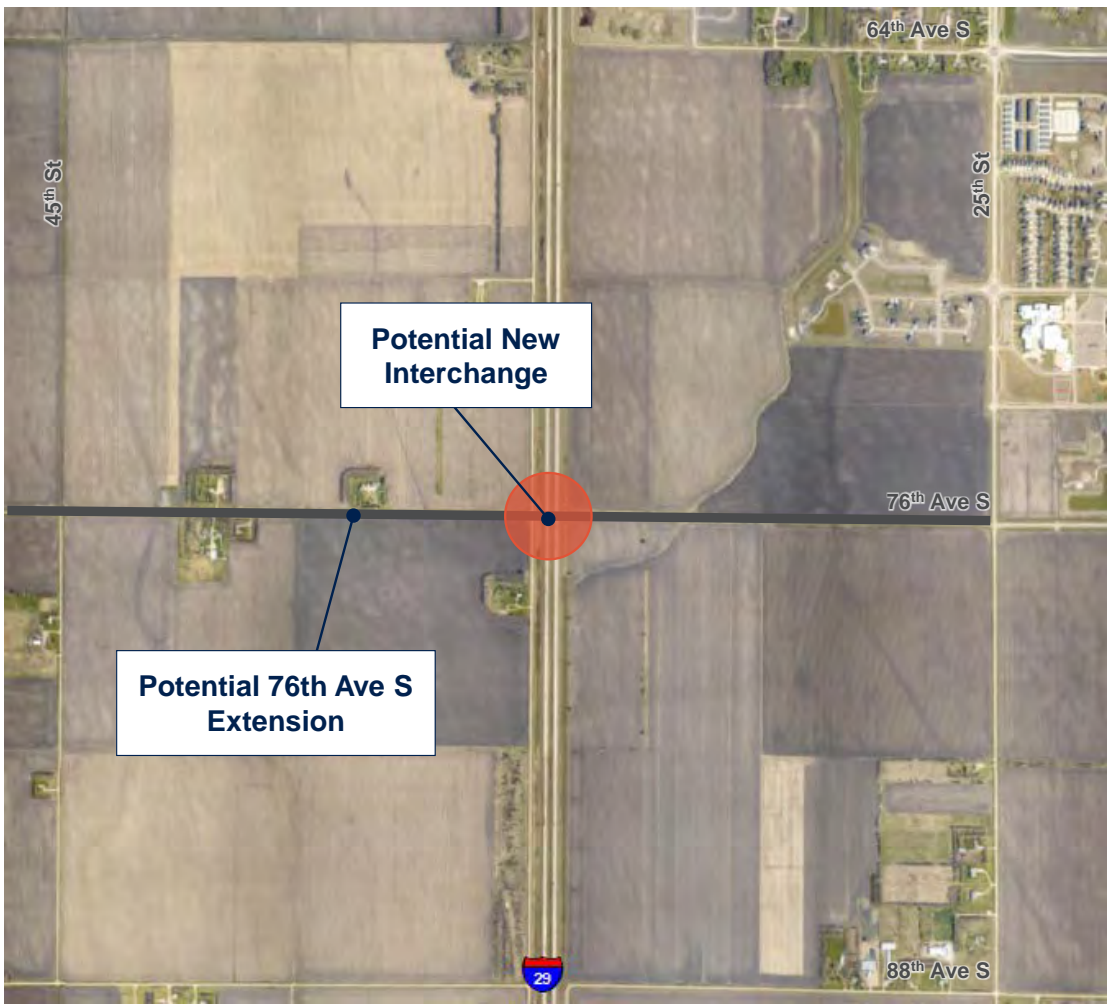 64th Ave S
45th St
25th St
Potential New
Interchange
76th Ave S
Potential 76th Ave S
Extension
88th Ave S
29